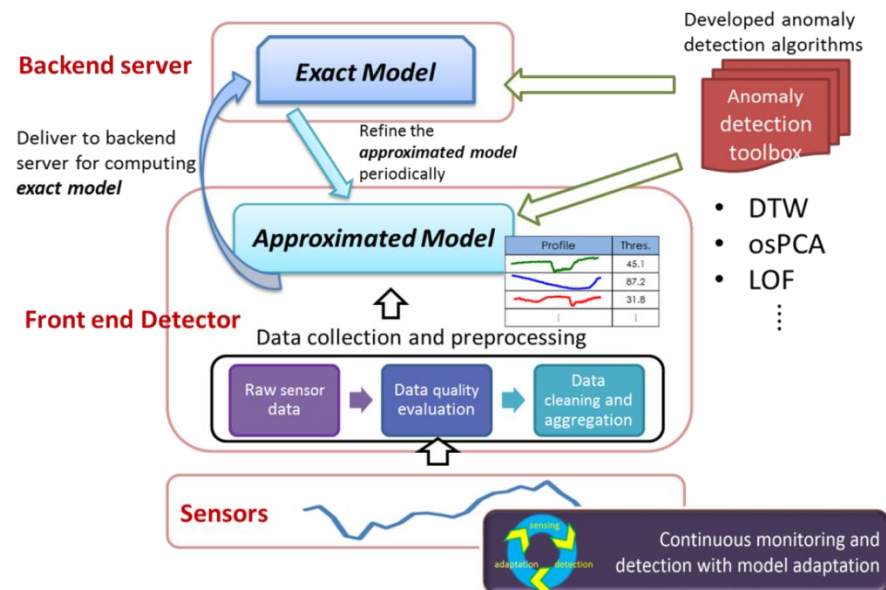 Developed anomaly
detection algorithms
Backend server
Exact Model
Anomaly
detection
toolbox
Deliver to backend
server for computing
exact model
Refine the
approximated model
periodically
• DTW
• osPCA
• LOF
⋮
Approximated Model
Profile Thres.
45.1
87.2
31.8
Front end Detector
Data collection and preprocessing
Raw sensor
data
Data quality
evaluation
Data
cleaning and
aggregation
Sensors
sensing
adaptation
detection
Continuous monitoring and
detection with model adaptation